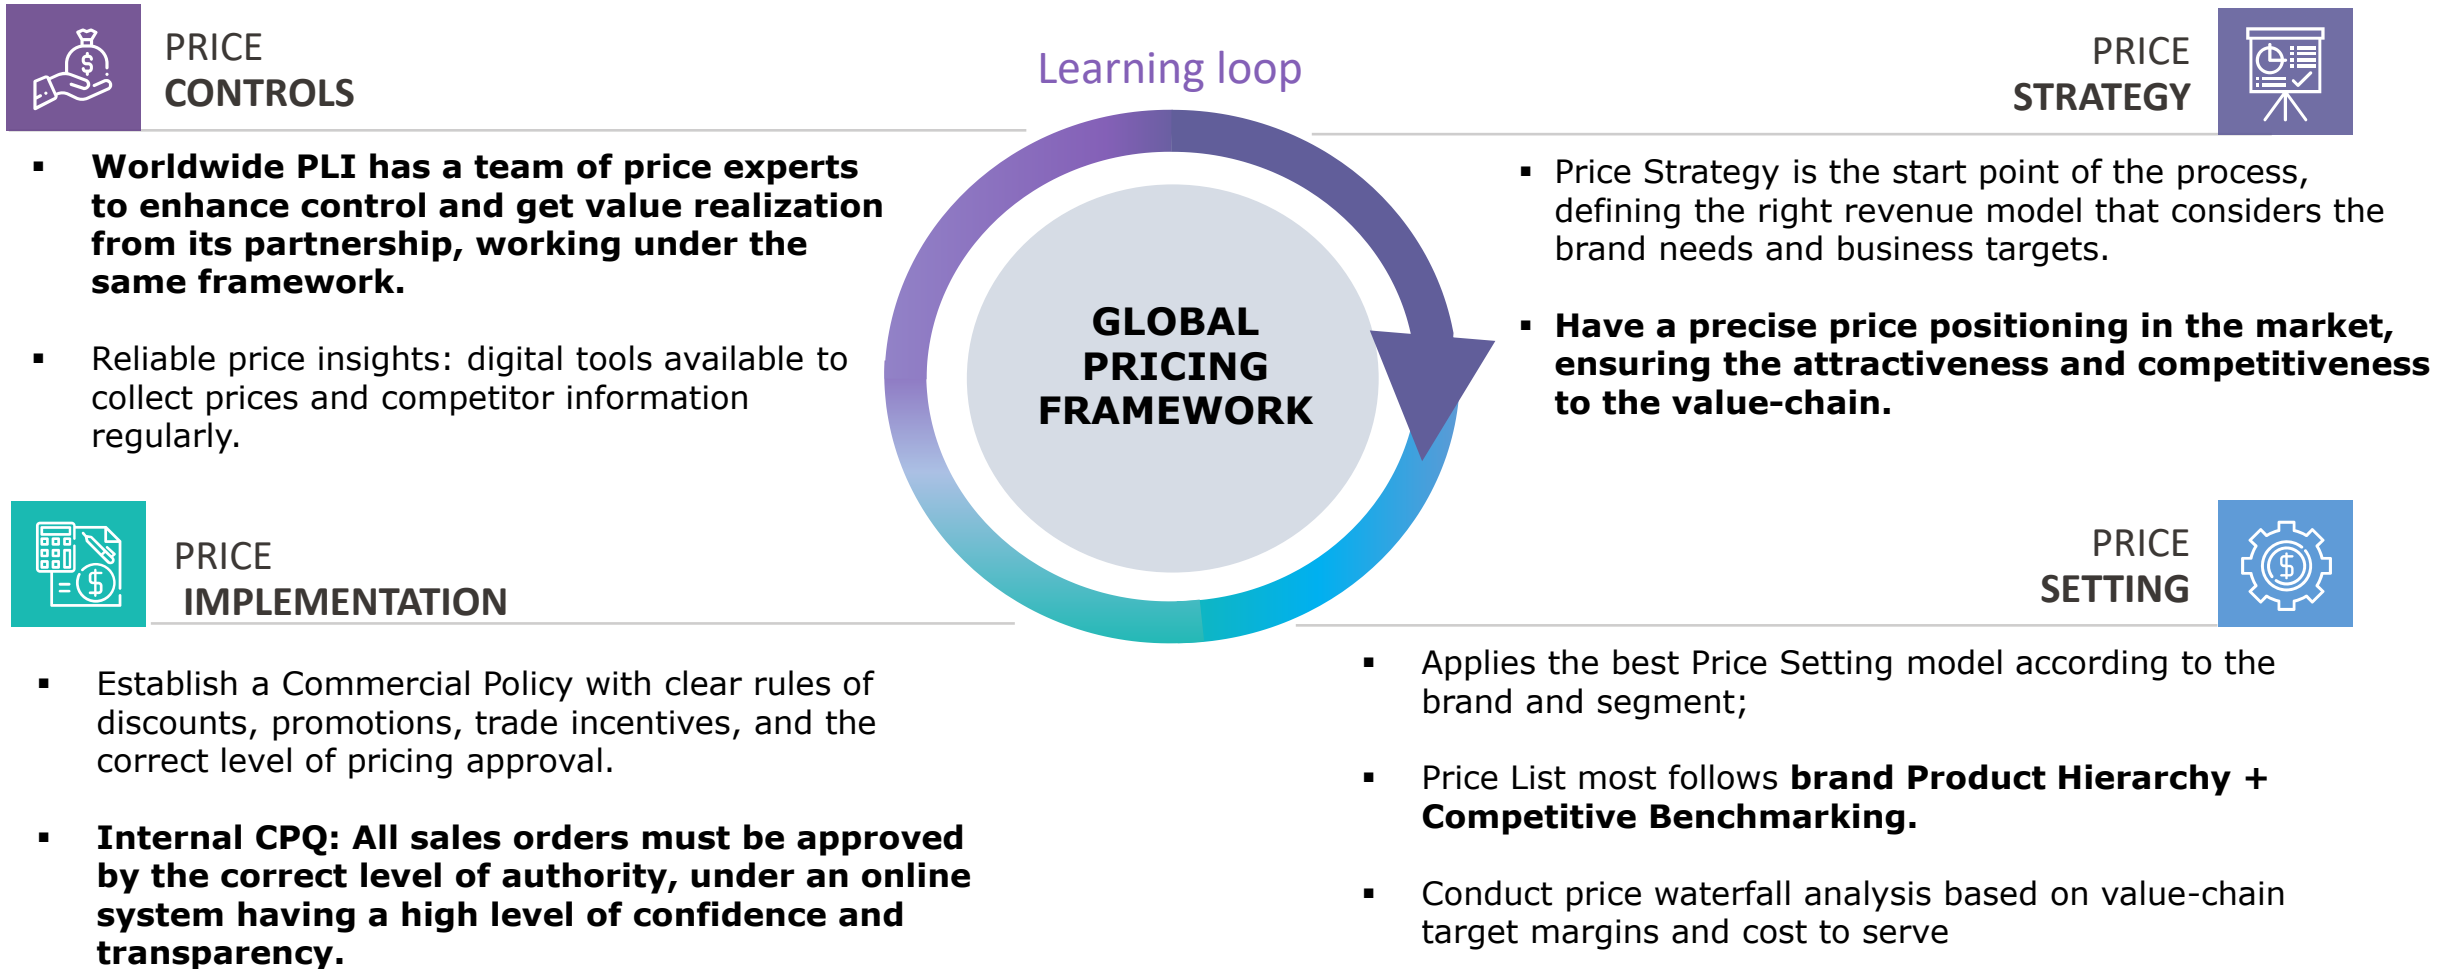 PRICE
CONTROLS
▪ Worldwide PLI has a team of price experts
to enhance control and get value realization
from its partnership, working under the
same framework.
▪ Reliable price insights: digital tools available to
collect prices and competitor information
regularly.
Learning loop
GLOBAL
PRICING
FRAMEWORK
PRICE
STRATEGY
▪ Price Strategy is the start point of the process,
defining the right revenue model that considers the
brand needs and business targets.
▪ Have a precise price positioning in the market,
ensuring the attractiveness and competitiveness
to the value-chain.
PRICE
IMPLEMENTATION
▪ Establish a Commercial Policy with clear rules of
discounts, promotions, trade incentives, and the
correct level of pricing approval.
▪ Internal CPQ: All sales orders must be approved
by the correct level of authority, under an online
system having a high level of confidence and
transparency.
PRICE
SETTING
▪ Applies the best Price Setting model according to the
brand and segment;
▪ Price List most follows brand Product Hierarchy +
Competitive Benchmarking.
▪ Conduct price waterfall analysis based on value-chain
target margins and cost to serve